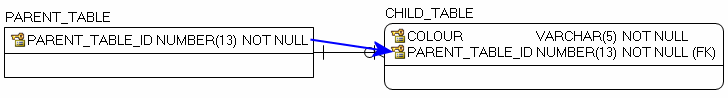 PARENT_TABLE
PARENT_TABLE_ID NUMBER(13) NOT NULL
CHILD_TABLE
COLOUR VARCHAR(5) NOT NULL
PARENT_TABLE_ID NUMBER(13) NOT NULL (FK)